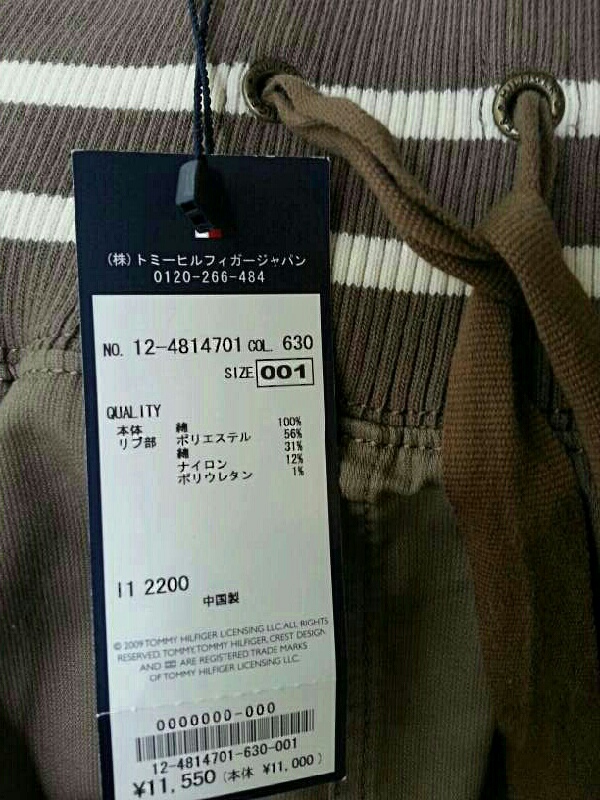 (株)トミーヒルフィガージャパン
0120-266-484
NO. 12-4814701 COL. 630
SIZE 001
QUALITY
本体 綿 100%
リブ部 ポリエステル 56%
綿 31%
ナイロン 12%
ポリウレタン 1%
I1 2200
中国製
© 2009 TOMMY HILFIGER LICENSING LLC, ALL RIGHTS
RESERVED. TOMMY, TOMMY HILFIGER, CREST DESIGN
AND ARE REGISTERED TRADE MARKS
OF TOMMY HILFIGER LICENSING LLC.
0000000-000
12-4814701-630-001
¥11,550 (本体 ¥11,000)